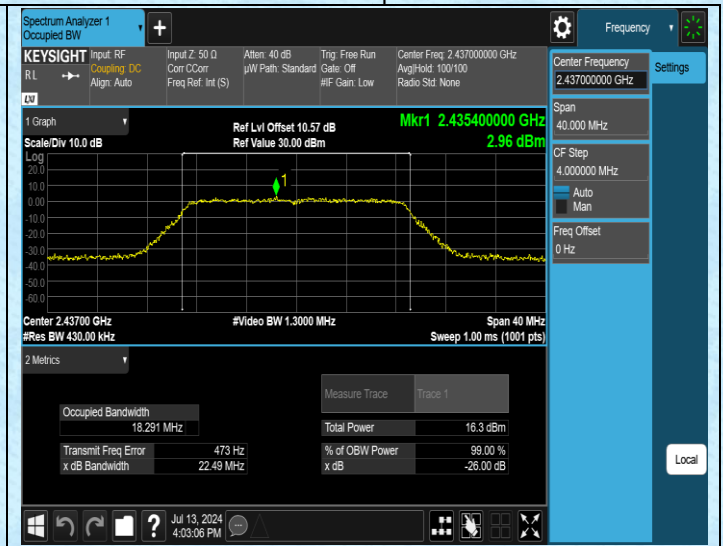 Spectrum Analyzer 1
Occupied BW
Frequency
KEYSIGHT
RL
Input: RF
Coupling: DC
Align: Auto
Input Z: 50 Ω
Corr CCorr
Freq Ref: Int (S)
Atten: 40 dB
µW Path: Standard
Trig: Free Run
Gate: Off
#IF Gain: Low
Center Freq: 2.437000000 GHz
Avg|Hold: 100/100
Radio Std: None
LXI
1 Graph
Scale/Div 10.0 dB
Ref Lvl Offset 10.57 dB
Ref Value 30.00 dBm
Mkr1 2.435400000 GHz
2.96 dBm
Log
20.0
10.0
0.00
-10.0
-20.0
-30.0
-40.0
-50.0
-60.0
1
Center 2.43700 GHz
#Res BW 430.00 kHz
#Video BW 1.3000 MHz
Span 40 MHz
Sweep 1.00 ms (1001 pts)
2 Metrics
Measure Trace
Trace 1
Occupied Bandwidth
18.291 MHz
Total Power
16.3 dBm
Transmit Freq Error
473 Hz
% of OBW Power
99.00 %
x dB Bandwidth
22.49 MHz
x dB
-26.00 dB
Center Frequency
2.437000000 GHz
Settings
Span
40.000 MHz
CF Step
4.000000 MHz
Auto
Man
Freq Offset
0 Hz
Local
?
Jul 13, 2024
4:03:06 PM